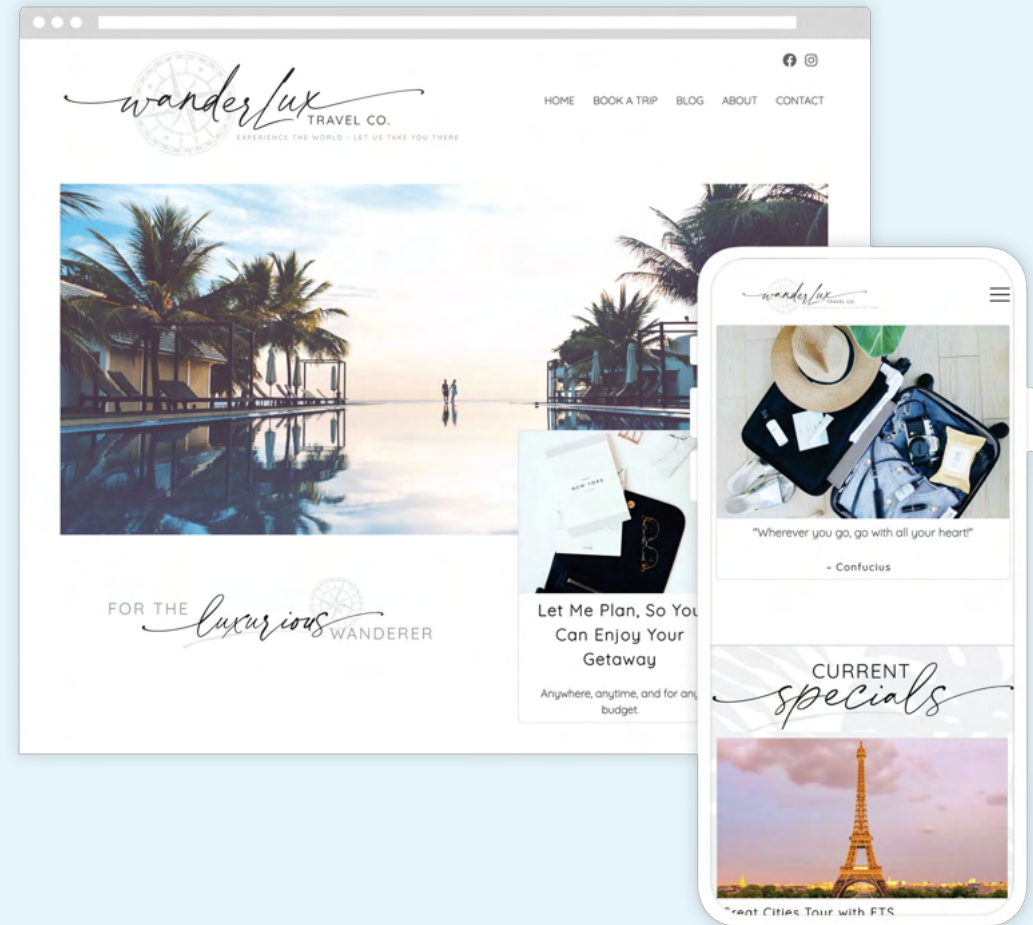 wanderLux
TRAVEL CO.
EXPERIENCE THE WORLD - LET US TAKE YOU THERE
HOME BOOK A TRIP BLOG ABOUT CONTACT
NEW YORK
FOR THE luxurious WANDERER
Let Me Plan, So You
Can Enjoy Your
Getaway
Anywhere, anytime, and for any
budget.
wanderLux
TRAVEL CO.
"Wherever you go, go with all your heart!"
- Confucius
CURRENT
specials
Great Cities Tour with ETS